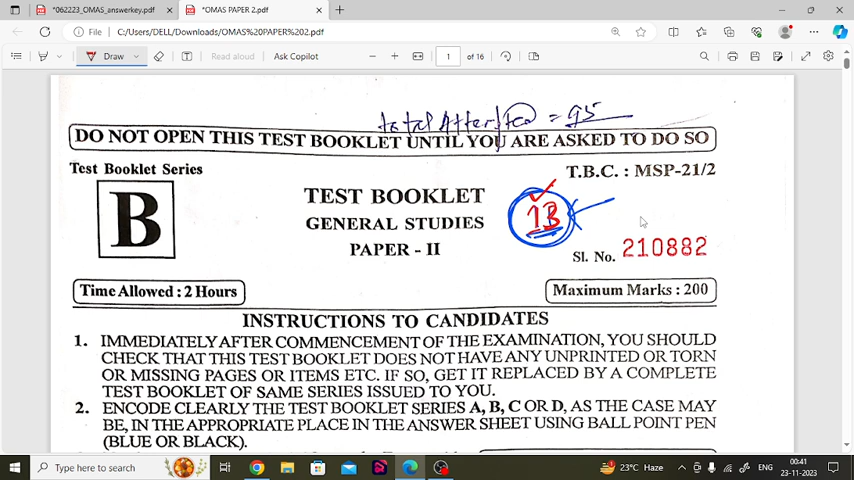 *062223_OMAS_answerkey.pdf
*OMAS PAPER 2.pdf
File
C:/Users/DELL/Downloads/OMAS%20PAPER%202.pdf
Draw
1 of 16
Read aloud
Ask Copilot
total Attempted = 95
DO NOT OPEN THIS TEST BOOKLET UNTIL YOU ARE ASKED TO DO SO
Test Booklet Series
T.B.C. : MSP-21/2
B
TEST BOOKLET
GENERAL STUDIES
PAPER - II
13
Sl. No. 210882
Time Allowed : 2 Hours
Maximum Marks : 200
INSTRUCTIONS TO CANDIDATES
1. IMMEDIATELY AFTER COMMENCEMENT OF THE EXAMINATION, YOU SHOULD
CHECK THAT THIS TEST BOOKLET DOES NOT HAVE ANY UNPRINTED OR TORN
OR MISSING PAGES OR ITEMS ETC. IF SO, GET IT REPLACED BY A COMPLETE
TEST BOOKLET OF SAME SERIES ISSUED TO YOU.
2. ENCODE CLEARLY THE TEST BOOKLET SERIES A, B, C OR D, AS THE CASE MAY
BE, IN THE APPROPRIATE PLACE IN THE ANSWER SHEET USING BALL POINT PEN
(BLUE OR BLACK).
Type here to search
23°C Haze
ENG
00:41
23-11-2023